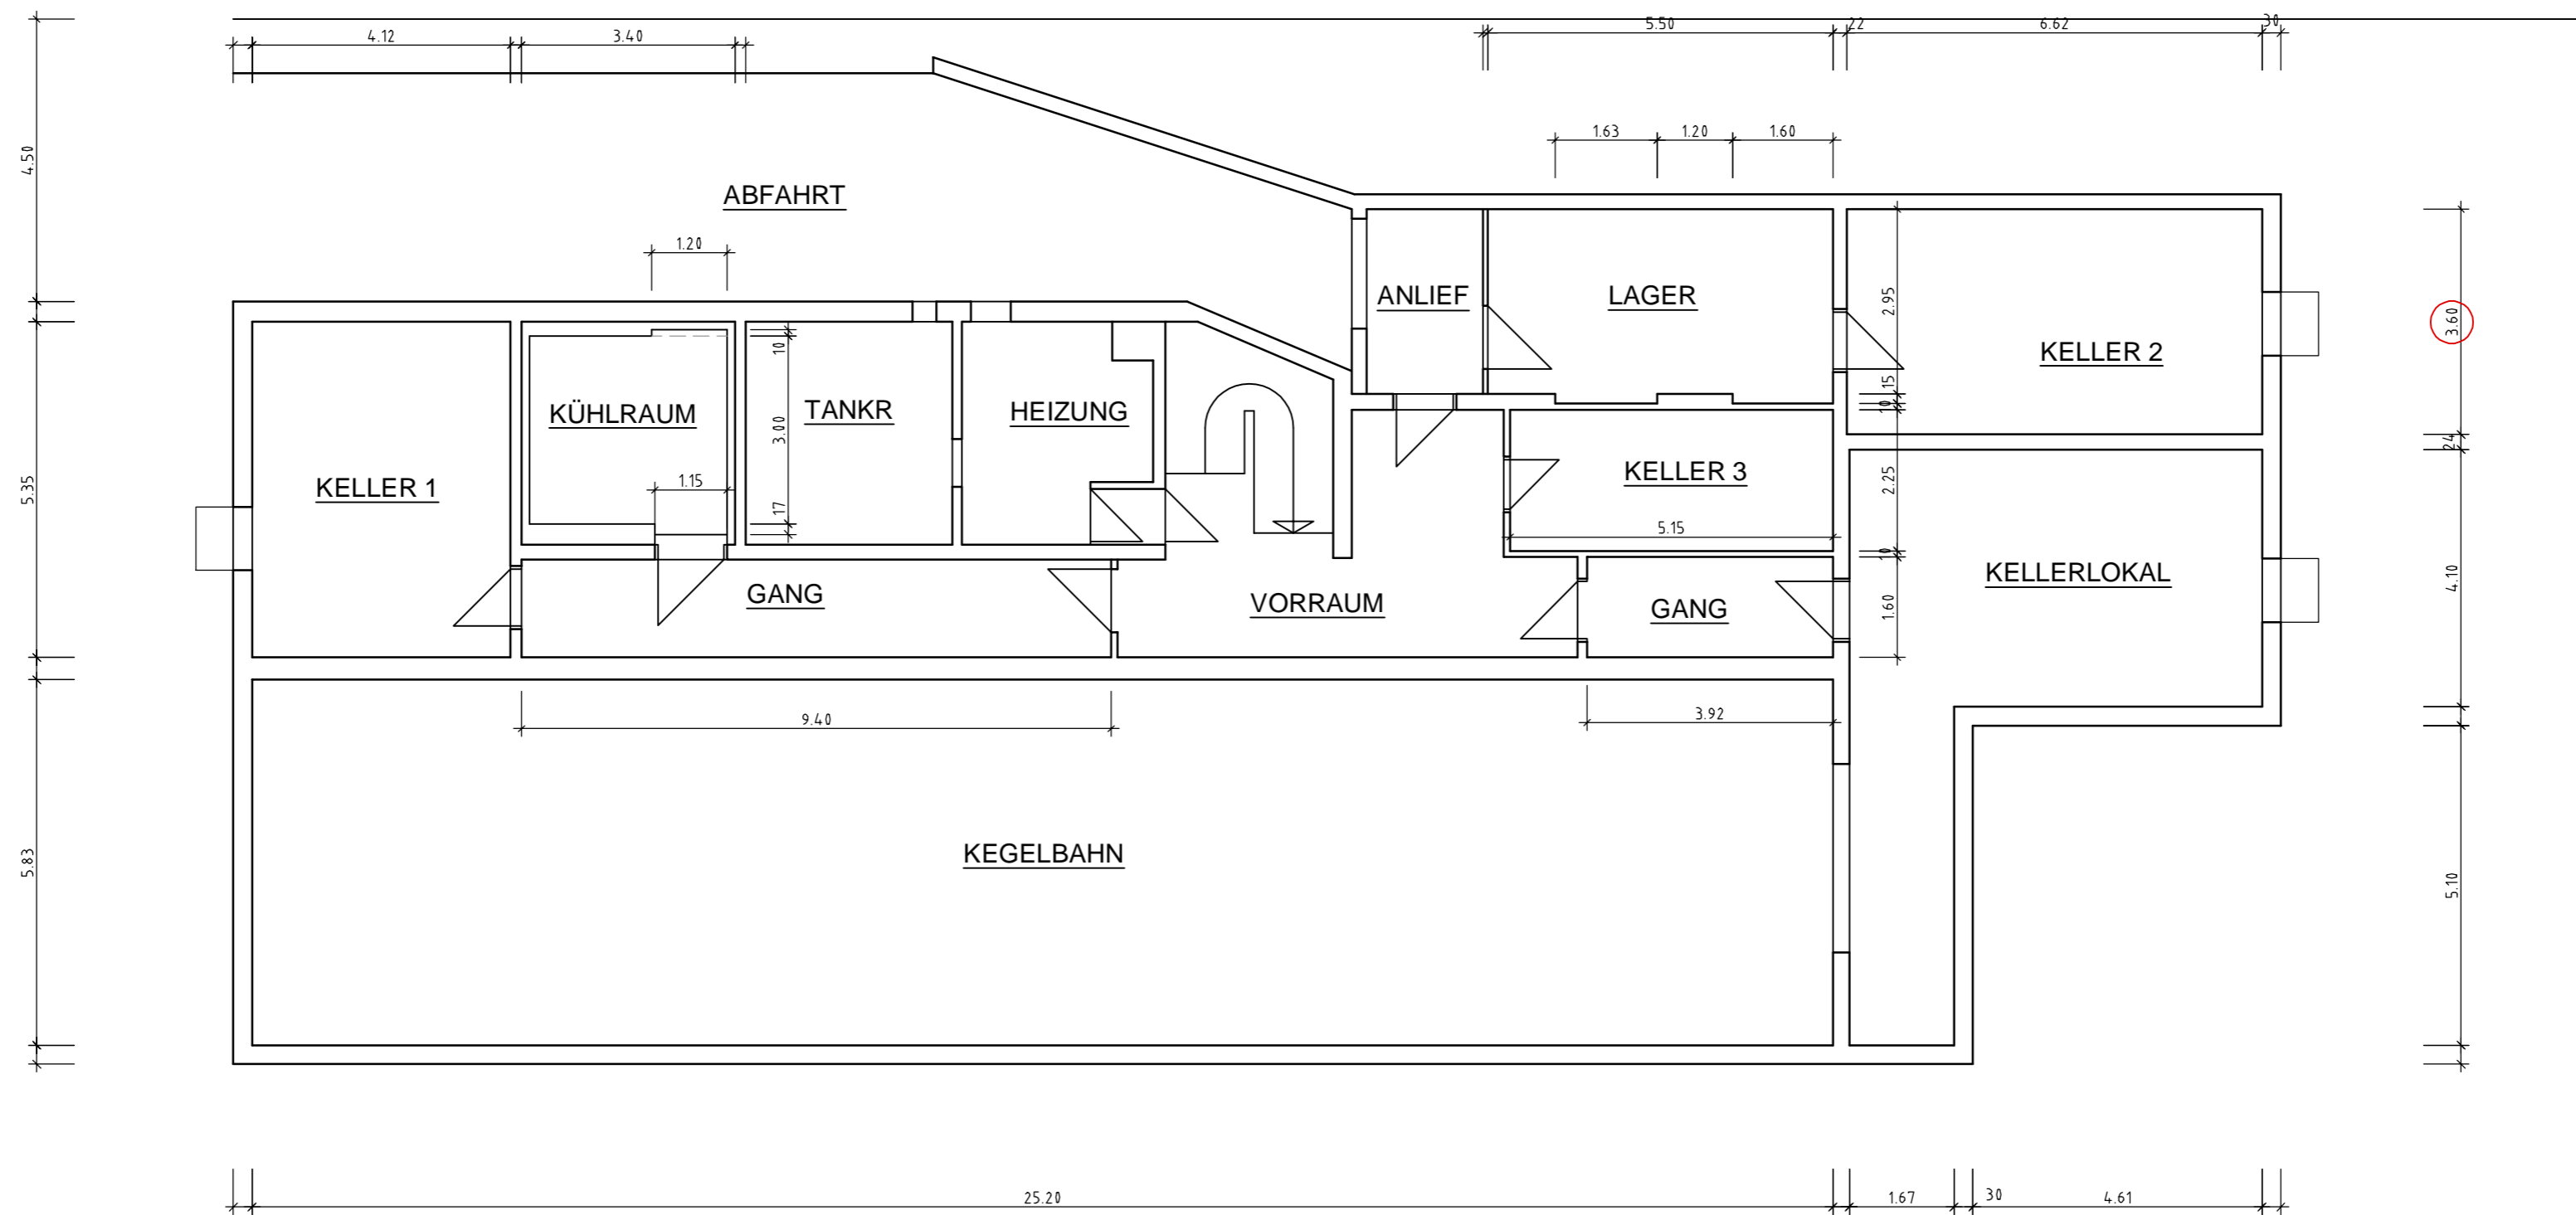 5.50
22
6.62
30
4.12
3.40
1.63
1.20
1.60
4.50
ABFAHRT
1.20
ANLIEF
LAGER
2.95
3.60
KELLER 2
10
15
10
KÜHLRAUM
TANKR
HEIZUNG
3.00
24
KELLER 3
2.25
KELLER 1
1.15
5.35
17
5.15
10
KELLERLOKAL
4.10
GANG
VORRAUM
GANG
1.60
9.40
3.92
KEGELBAHN
5.83
5.10
25.20
1.67
30
4.61